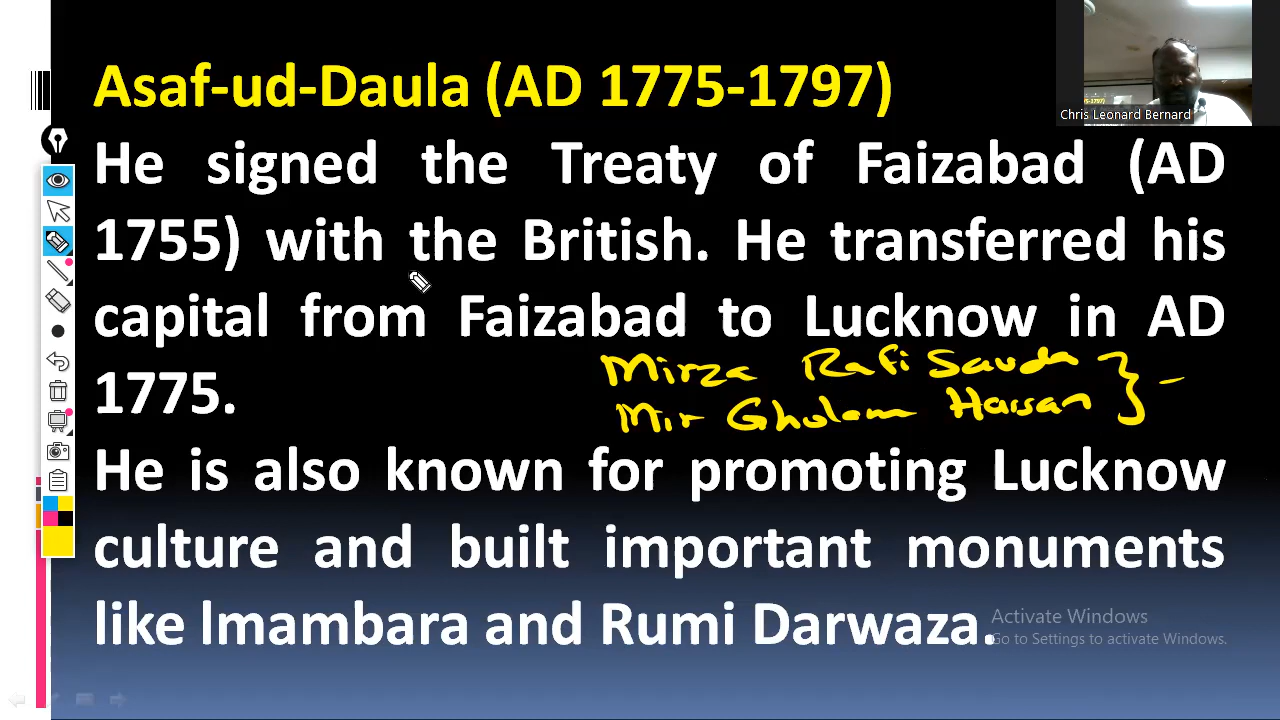 Asaf-ud-Daula (AD 1775-1797)
Chris Leonard Bernard
He signed the Treaty of Faizabad (AD
1755) with the British. He transferred his
capital from Faizabad to Lucknow in AD
1775.
Mirza Rafi Sauda
Mir Gholam Hassan
He is also known for promoting Lucknow
culture and built important monuments
like Imambara and Rumi Darwaza.
Activate Windows
Go to Settings to activate Windows.